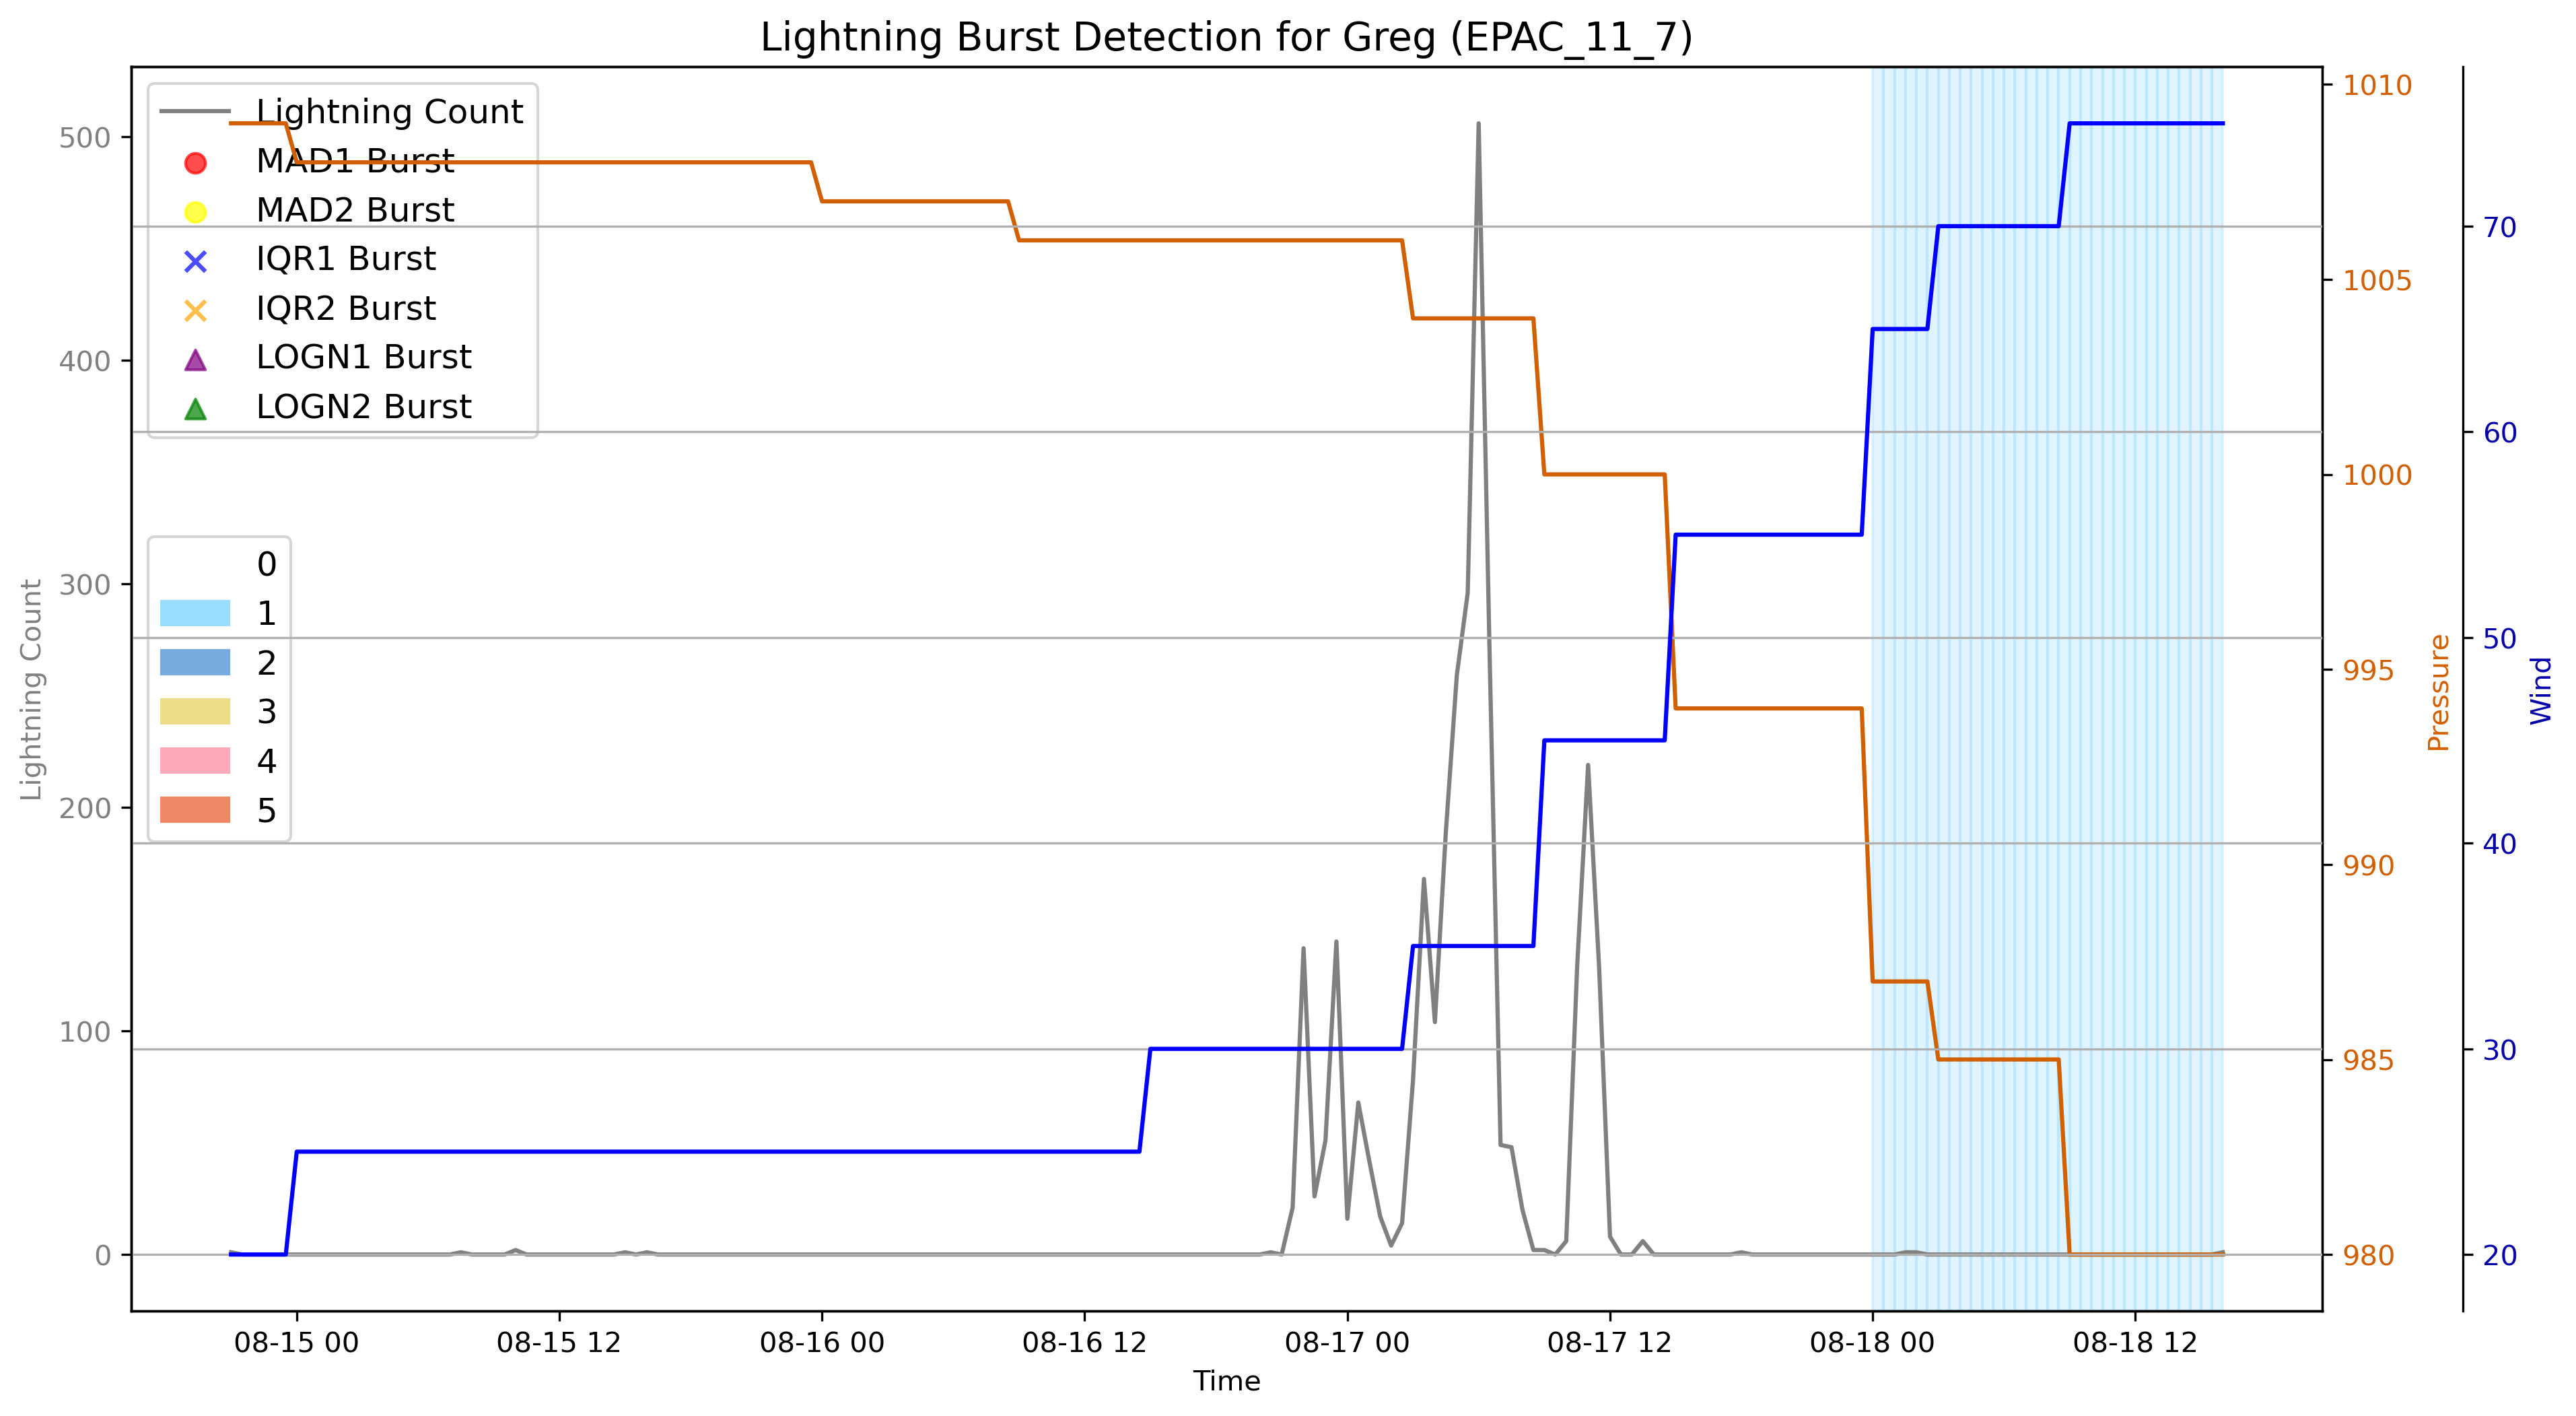 Lightning Burst Detection for Greg (EPAC_11_7)
Lightning Count
MAD1 Burst
MAD2 Burst
IQR1 Burst
IQR2 Burst
LOGN1 Burst
LOGN2 Burst
0
1
2
3
4
5
Lightning Count
500
400
300
200
100
0
1010
1005
1000
995
990
985
980
Pressure
70
60
50
40
30
20
Wind
08-15 00
08-15 12
08-16 00
08-16 12
08-17 00
08-17 12
08-18 00
08-18 12
Time